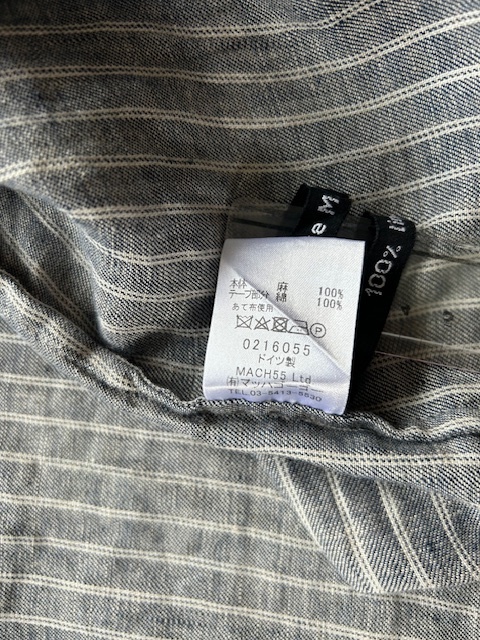 e M
100%
本体 麻 100%
テープ部分 綿 100%
あて布使用
P
0216055
ドイツ製
MACH55 Ltd
(有)マッハゴーゴー
TEL.03-5413-5530